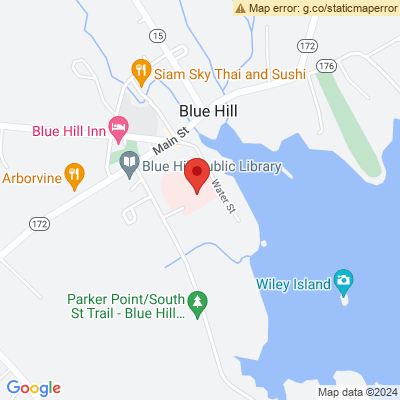 Map error: g.co/staticmaperror
15
172
176
Siam Sky Thai and Sushi
Blue Hill
Main St
Blue Hill Inn
Blue Hill Public Library
Arborvine
Water St
172
Wiley Island
Parker Point/South
St Trail - Blue Hill...
Google
Map data ©2024